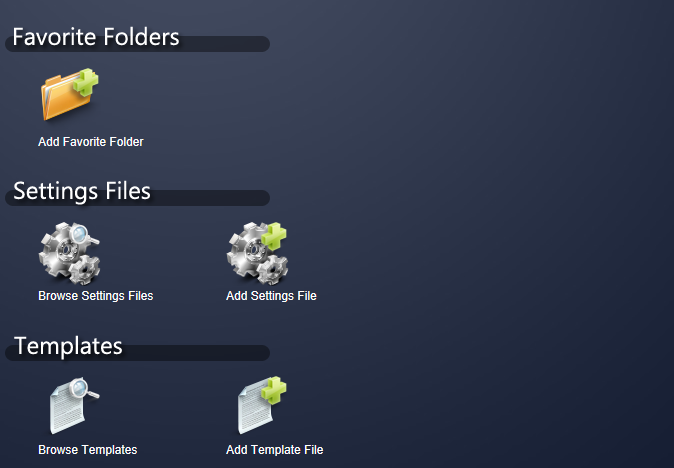 Favorite Folders
Add Favorite Folder
Settings Files
Browse Settings Files
Add Settings File
Templates
Browse Templates
Add Template File